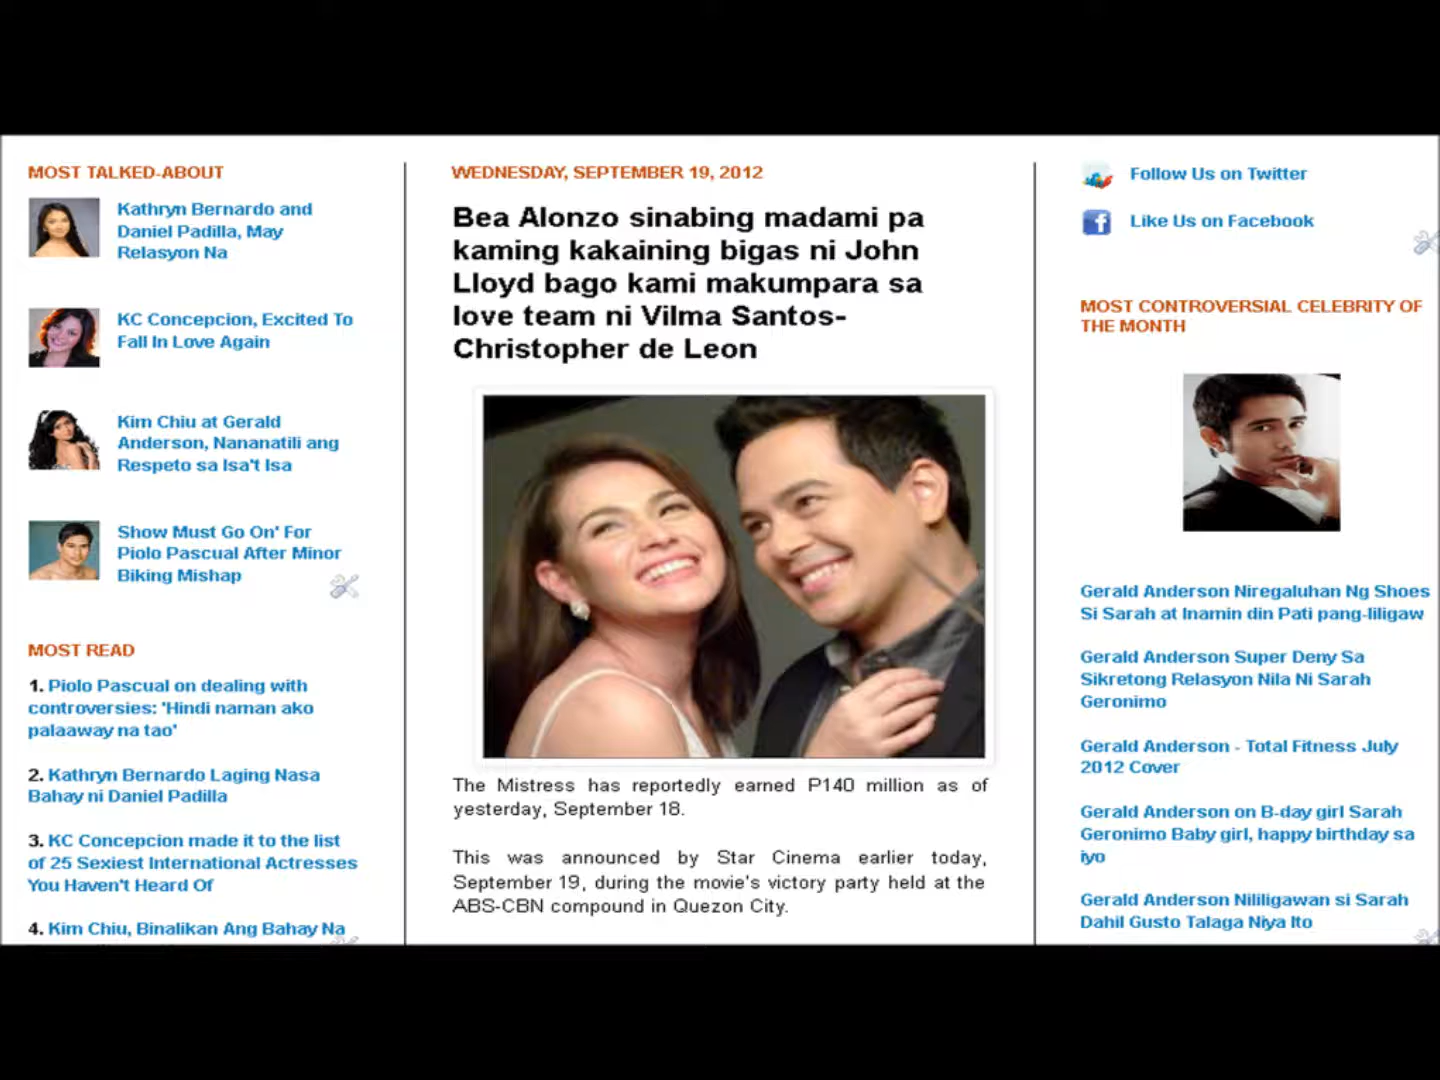 MOST TALKED-ABOUT
Kathryn Bernardo and
Daniel Padilla, May
Relasyon Na
KC Concepcion, Excited To
Fall In Love Again
Kim Chiu at Gerald
Anderson, Nananatili ang
Respeto sa Isa't Isa
Show Must Go On' For
Piolo Pascual After Minor
Biking Mishap
MOST READ
1. Piolo Pascual on dealing with
controversies: 'Hindi naman ako
palaaway na tao'
2. Kathryn Bernardo Laging Nasa
Bahay ni Daniel Padilla
3. KC Concepcion made it to the list
of 25 Sexiest International Actresses
You Haven't Heard Of
4. Kim Chiu, Binalikan Ang Bahay Na
WEDNESDAY, SEPTEMBER 19, 2012
Bea Alonzo sinabing madami pa
kaming kakaining bigas ni John
Lloyd bago kami makumpara sa
love team ni Vilma Santos-
Christopher de Leon
The Mistress has reportedly earned P140 million as of
yesterday, September 18.
This was announced by Star Cinema earlier today,
September 19, during the movie's victory party held at the
ABS-CBN compound in Quezon City.
Follow Us on Twitter
Like Us on Facebook
MOST CONTROVERSIAL CELEBRITY OF
THE MONTH
Gerald Anderson Niregaluhan Ng Shoes
Si Sarah at Inamin din Pati pang-liligaw
Gerald Anderson Super Deny Sa
Sikretong Relasyon Nila Ni Sarah
Geronimo
Gerald Anderson - Total Fitness July
2012 Cover
Gerald Anderson on B-day girl Sarah
Geronimo Baby girl, happy birthday sa
iyo
Gerald Anderson Nililigawan si Sarah
Dahil Gusto Talaga Niya Ito